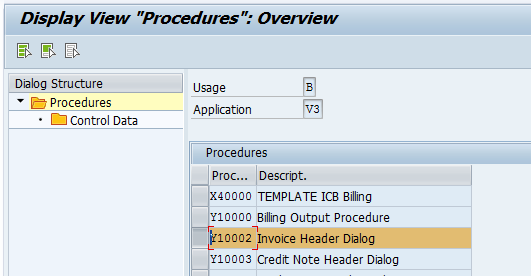 Display View "Procedures": Overview
Dialog Structure
Procedures
Control Data
Usage B
Application V3
Procedures
Proc... Descript.
X40000 TEMPLATE ICB Billing
Y10000 Billing Output Procedure
Y10002 Invoice Header Dialog
Y10003 Credit Note Header Dialog